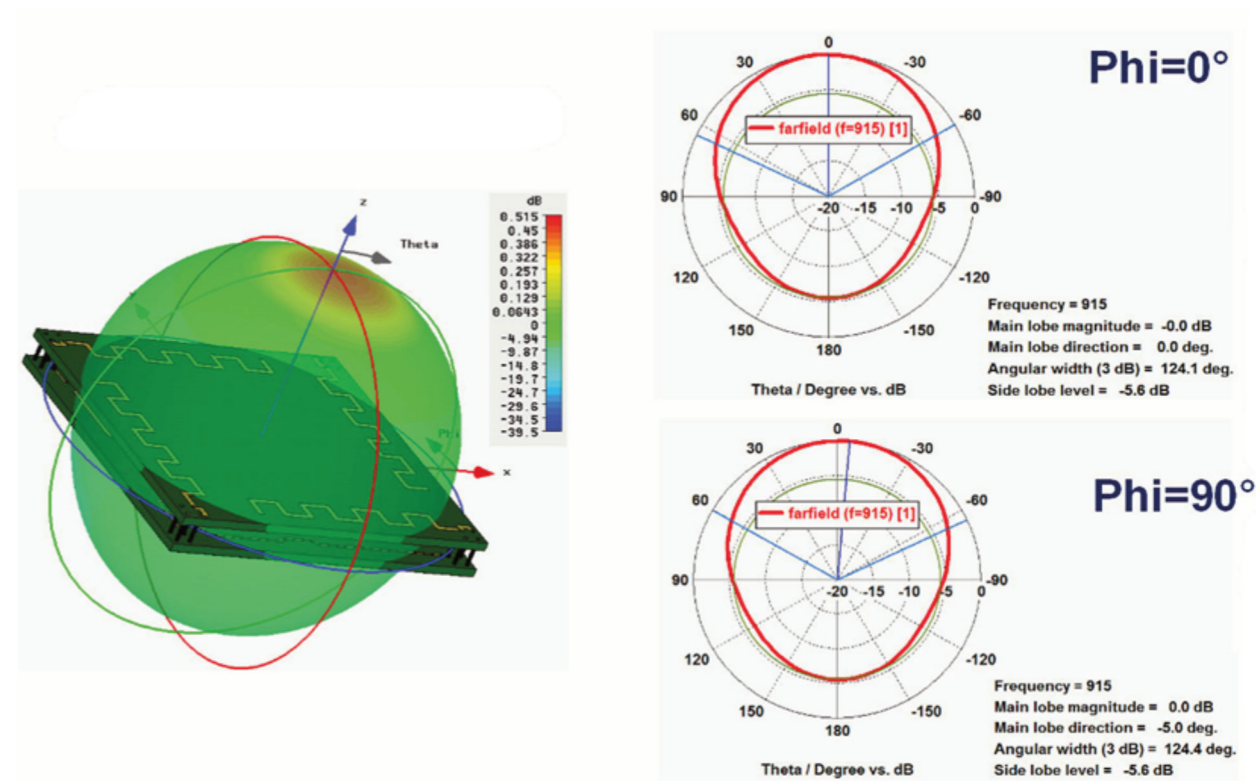 z
Theta
Y
Phi
x
dB
0.515
0.45
0.386
0.322
0.257
0.193
0.129
0.0643
0
-4.94
-9.87
-14.8
-19.7
-24.7
-29.6
-34.5
-39.5
Phi=0°
0
30 -30
60 -60
farfield (f=915) [1]
90 -20 -15 -10 -5 0 -90
120 -120
150 -150
180
Theta / Degree vs. dB
Frequency = 915
Main lobe magnitude = -0.0 dB
Main lobe direction = 0.0 deg.
Angular width (3 dB) = 124.1 deg.
Side lobe level = -5.6 dB
Phi=90°
0
30 -30
60 -60
farfield (f=915) [1]
90 -20 -15 -10 -5 0 -90
120 -120
150 -150
180
Theta / Degree vs. dB
Frequency = 915
Main lobe magnitude = 0.0 dB
Main lobe direction = -5.0 deg.
Angular width (3 dB) = 124.4 deg.
Side lobe level = -5.6 dB